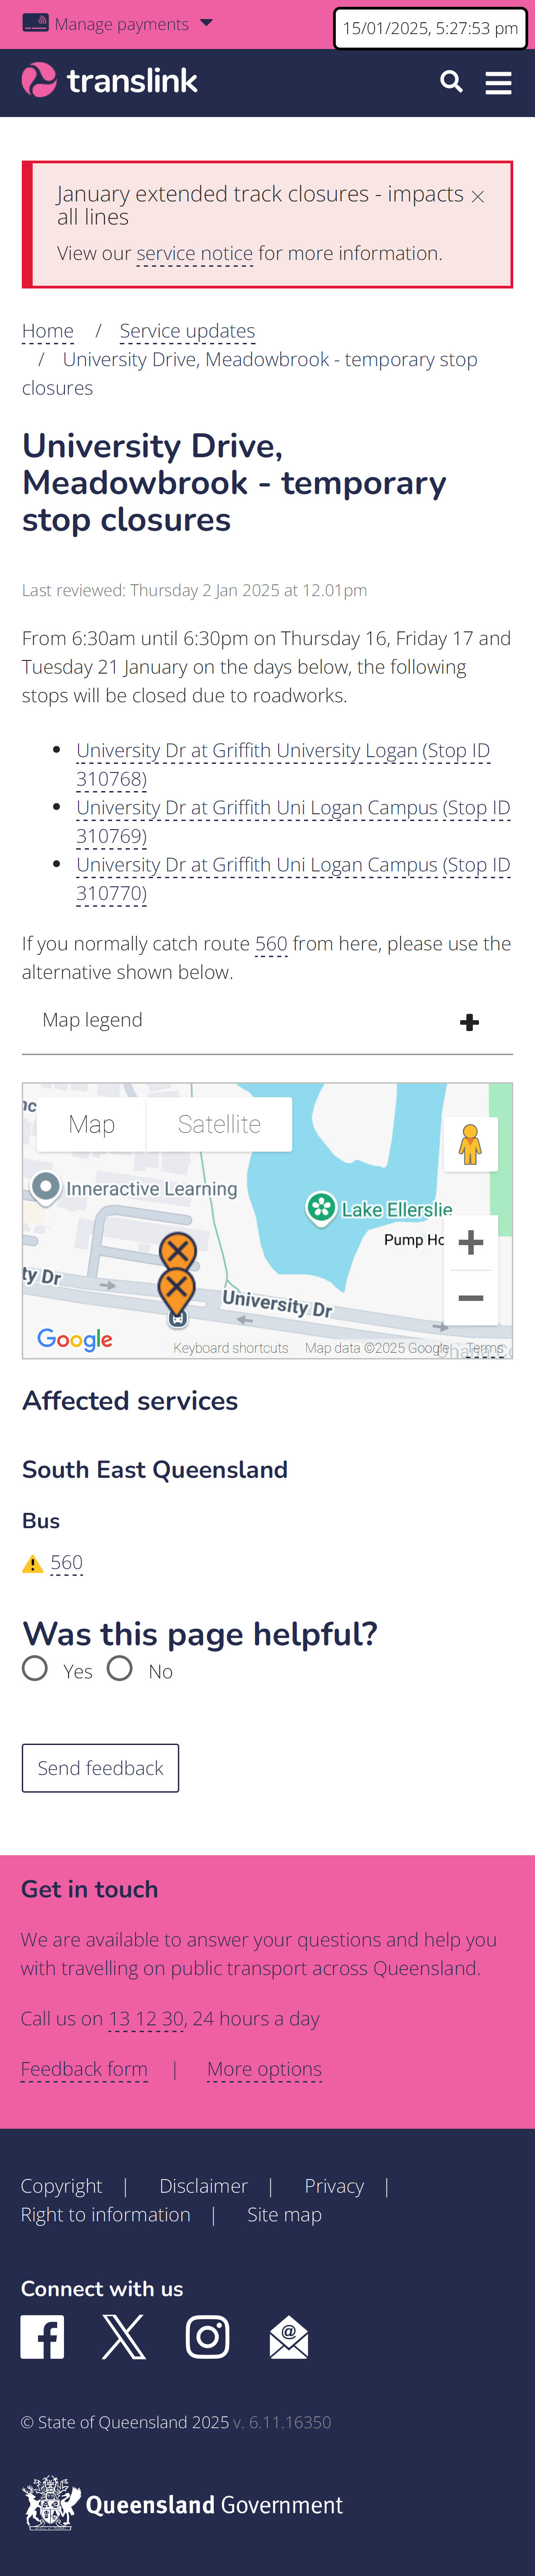 Manage payments
15/01/2025, 5:27:53 pm
translink
January extended track closures - impacts
all lines
View our service notice for more information.
Home / Service updates
/ University Drive, Meadowbrook - temporary stop
closures
University Drive,
Meadowbrook - temporary
stop closures
Last reviewed: Thursday 2 Jan 2025 at 12.01pm
From 6:30am until 6:30pm on Thursday 16, Friday 17 and
Tuesday 21 January on the days below, the following
stops will be closed due to roadworks.
• University Dr at Griffith University Logan (Stop ID
310768)
• University Dr at Griffith Uni Logan Campus (Stop ID
310769)
• University Dr at Griffith Uni Logan Campus (Stop ID
310770)
If you normally catch route 560 from here, please use the
alternative shown below.
Map legend
Map Satellite
Inneractive Learning
Lake Ellerslie
Pump Ho
ty Dr
University Dr
Google
Keyboard shortcuts Map data ©2025 Google Terms
Affected services
South East Queensland
Bus
560
Was this page helpful?
Yes No
Send feedback
Get in touch
We are available to answer your questions and help you
with travelling on public transport across Queensland.
Call us on 13 12 30, 24 hours a day
Feedback form | More options
Copyright | Disclaimer | Privacy |
Right to information | Site map
Connect with us
© State of Queensland 2025 v. 6.11.16350
Queensland Government